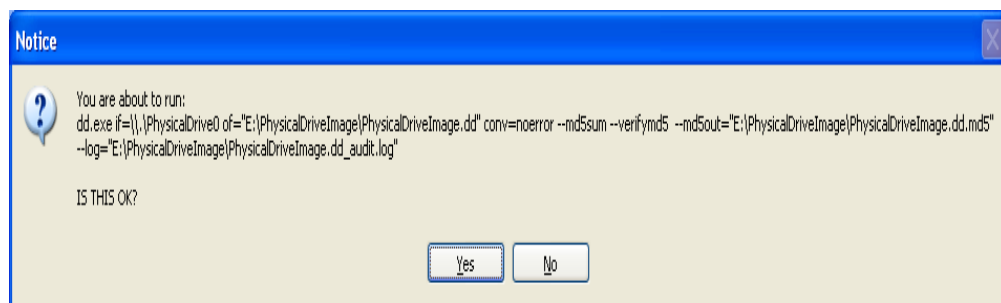 Notice
You are about to run:
dd.exe if=\\.\PhysicalDrive0 of="E:\PhysicalDriveImage\PhysicalDriveImage.dd" conv=noerror --md5sum --verifymd5 --md5out="E:\PhysicalDriveImage\PhysicalDriveImage.dd.md5"
--log="E:\PhysicalDriveImage\PhysicalDriveImage.dd_audit.log"
IS THIS OK?
Yes No